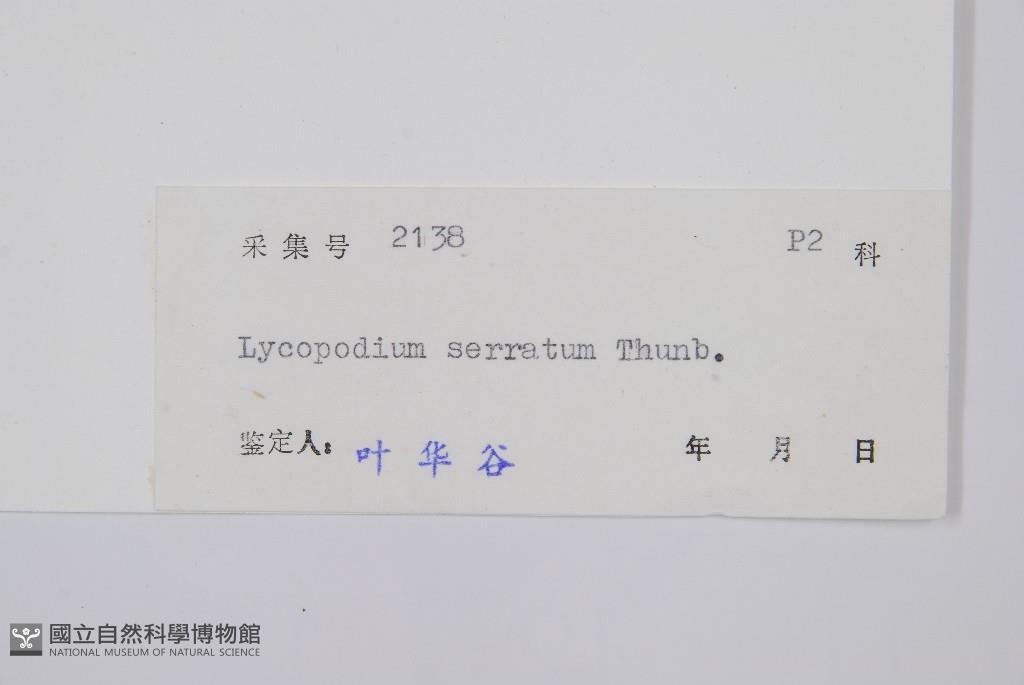 采集号 2138 P2 科
Lycopodium serratum Thunb.
鉴定人: 叶华谷 年 月 日
國立自然科學博物館
NATIONAL MUSEUM OF NATURAL SCIENCE